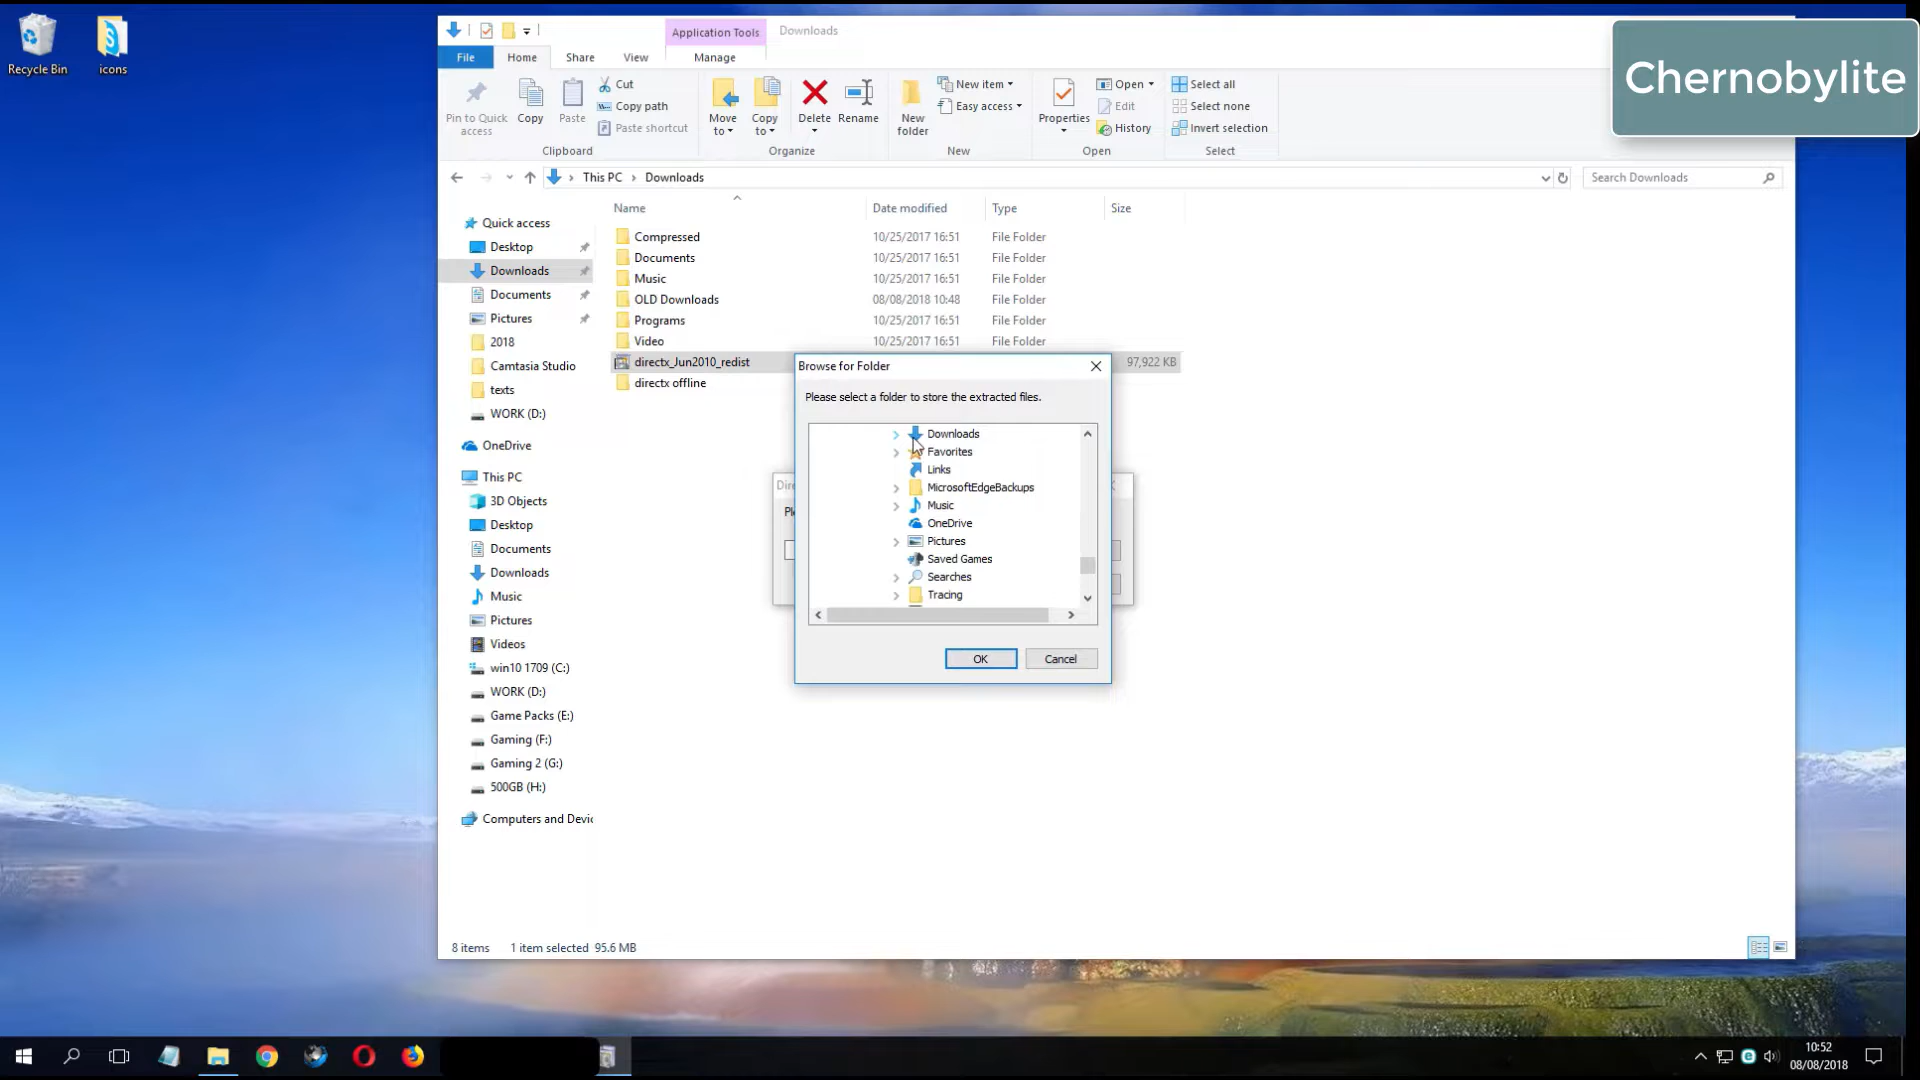 Recycle Bin
icons
Application Tools
Downloads
Chernobylite
File
Home
Share
View
Manage
Pin to Quick access
Copy
Paste
Cut
Copy path
Paste shortcut
Move to
Copy to
Delete
Rename
New folder
New item
Easy access
Properties
Open
Edit
History
Select all
Select none
Invert selection
Clipboard
Organize
New
Open
Select
This PC
Downloads
Search Downloads
Name
Date modified
Type
Size
Compressed 10/25/2017 16:51 File Folder
Documents 10/25/2017 16:51 File Folder
Music 10/25/2017 16:51 File Folder
OLD Downloads 08/08/2018 10:48 File Folder
Programs 10/25/2017 16:51 File Folder
Video 10/25/2017 16:51 File Folder
directx_Jun2010_redist 97,922 KB
directx offline
Quick access
Desktop
Downloads
Documents
Pictures
2018
Camtasia Studio
texts
WORK (D:)
OneDrive
This PC
3D Objects
Desktop
Documents
Downloads
Music
Pictures
Videos
win10 1709 (C:)
WORK (D:)
Game Packs (E:)
Gaming (F:)
Gaming 2 (G:)
500GB (H:)
Computers and Devic
Browse for Folder
Please select a folder to store the extracted files.
Downloads
Favorites
Links
MicrosoftEdgeBackups
Music
OneDrive
Pictures
Saved Games
Searches
Tracing
OK
Cancel
8 items 1 item selected 95.6 MB
10:52
08/08/2018